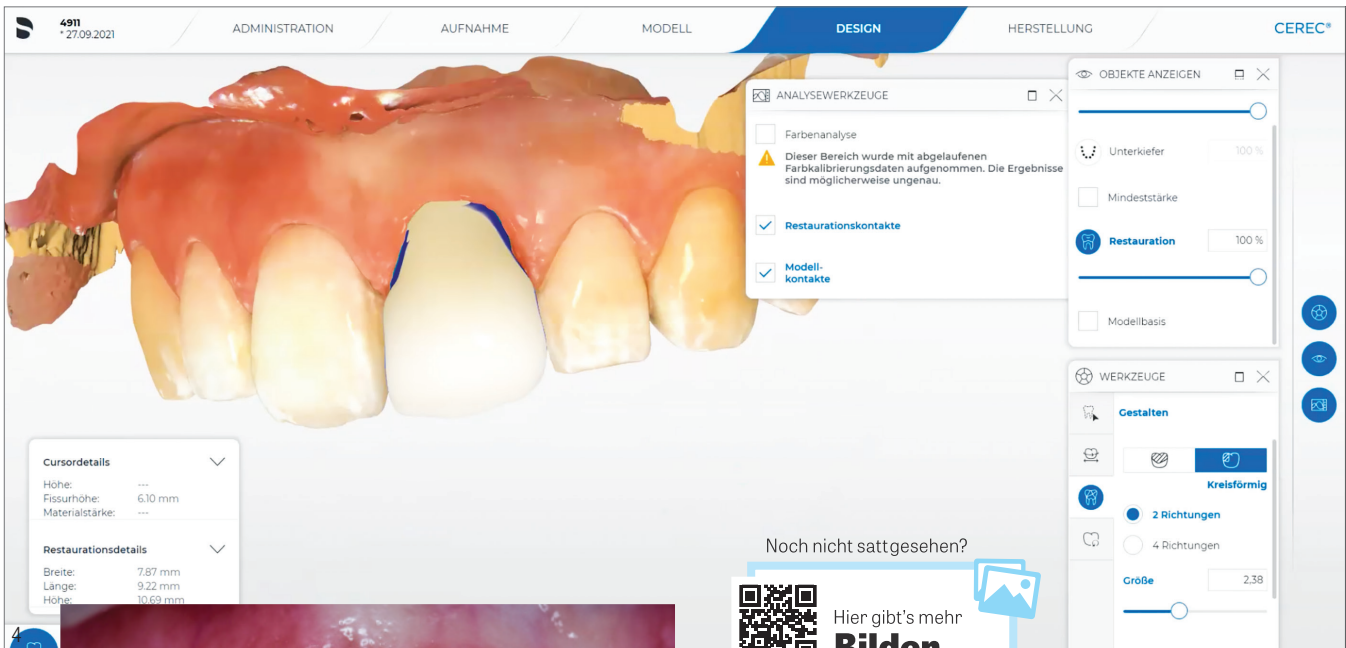 4911
* 27.09.2021
ADMINISTRATION
AUFNAHME
MODELL
DESIGN
HERSTELLUNG
CEREC®
ANALYSEWERKZEUGE
Farbenanalyse
Dieser Bereich wurde mit abgelaufenen
Farbkalibrierungsdaten aufgenommen. Die Ergebnisse
sind möglicherweise ungenau.
Restaurationskontakte
Modell-
kontakte
OBJEKTE ANZEIGEN
Unterkiefer 100 %
Mindeststärke
Restauration 100 %
Modellbasis
WERKZEUGE
Gestalten
Kreisförmig
2 Richtungen
4 Richtungen
Größe 2,38
Cursordetails
Höhe: ---
Fissurhöhe: 6.10 mm
Materialstärke: ---
Restaurationsdetails
Breite: 7.87 mm
Länge: 9.22 mm
Höhe: 10.69 mm
4
Noch nicht sattgesehen?
Hier gibt's mehr